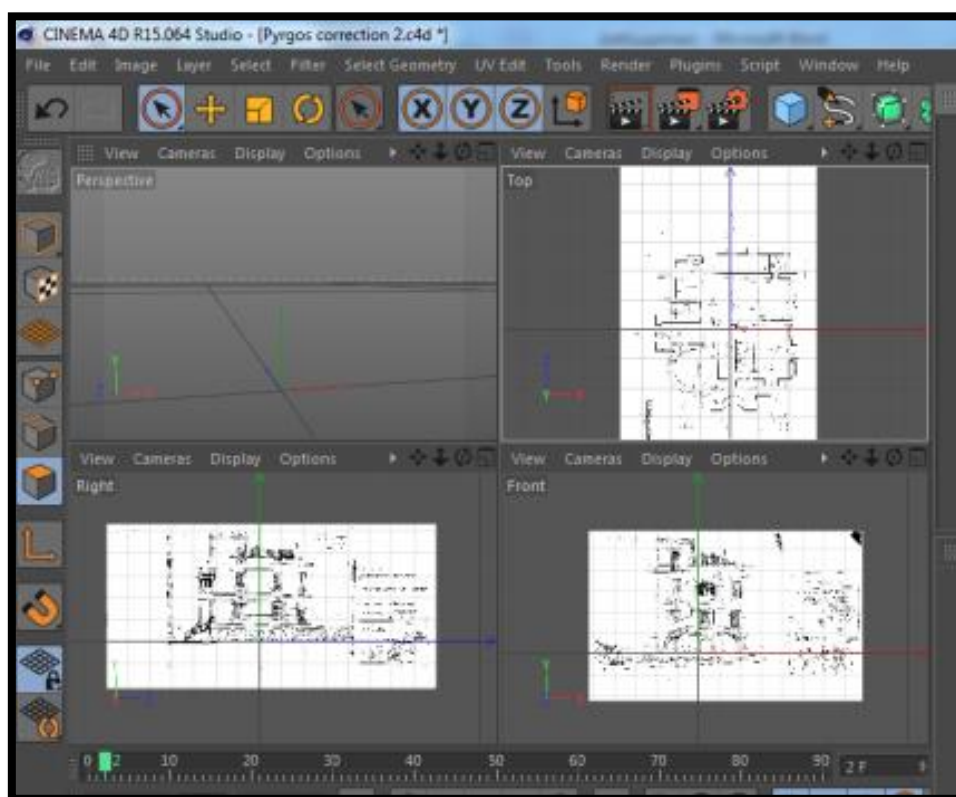 CINEMA 4D R15.064 Studio - [Pyrgos correction 2.c4d *]
File Edit Image Layer Select Filter Select Geometry UV Edit Tools Render Plugins Script Window Help
X Y Z
View Cameras Display Options
Perspective
View Cameras Display Options
Top
View Cameras Display Options
Right
View Cameras Display Options
Front
0 2 10 20 30 40 50 60 70 80 90 2 F